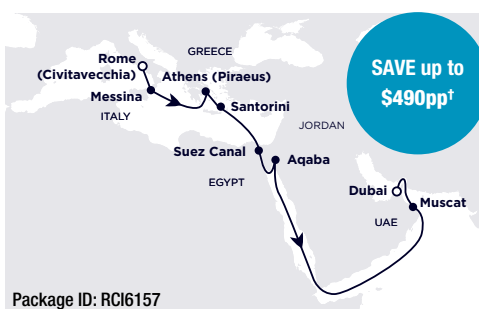 GREECE
Rome
(Civitavecchia)
Athens (Piraeus)
SAVE up to
$490pp†
Messina
Santorini
ITALY
JORDAN
Suez Canal
Aqaba
EGYPT
Dubai
Muscat
UAE
Package ID: RCI6157